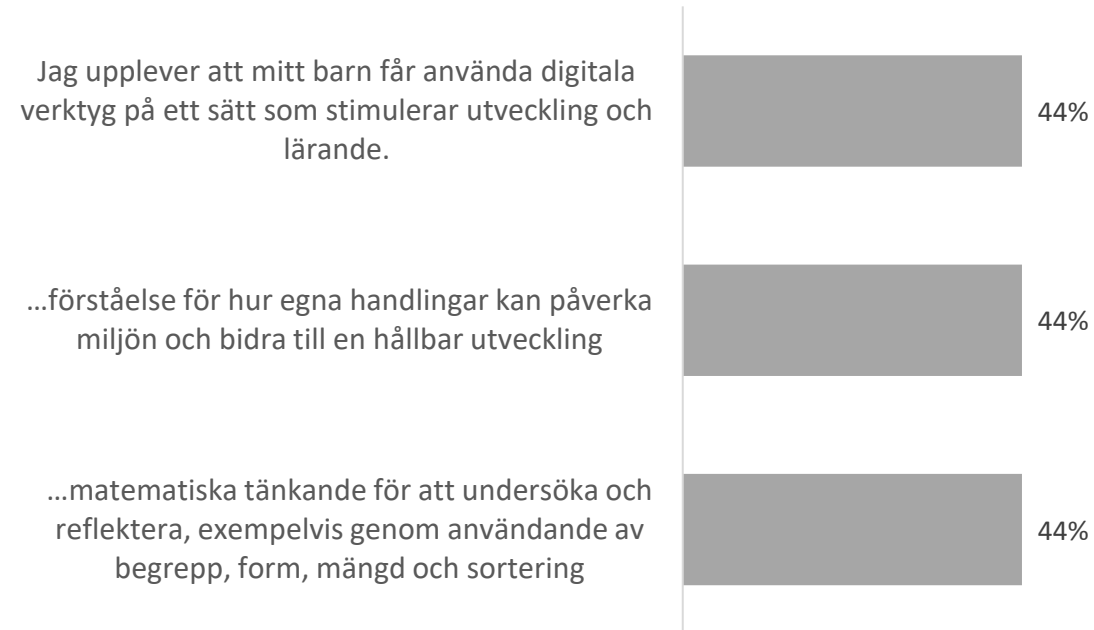 Jag upplever att mitt barn får använda digitala
verktyg på ett sätt som stimulerar utveckling och
lärande.
44%
…förståelse för hur egna handlingar kan påverka
miljön och bidra till en hållbar utveckling
44%
…matematiska tänkande för att undersöka och
reflektera, exempelvis genom användande av
begrepp, form, mängd och sortering
44%